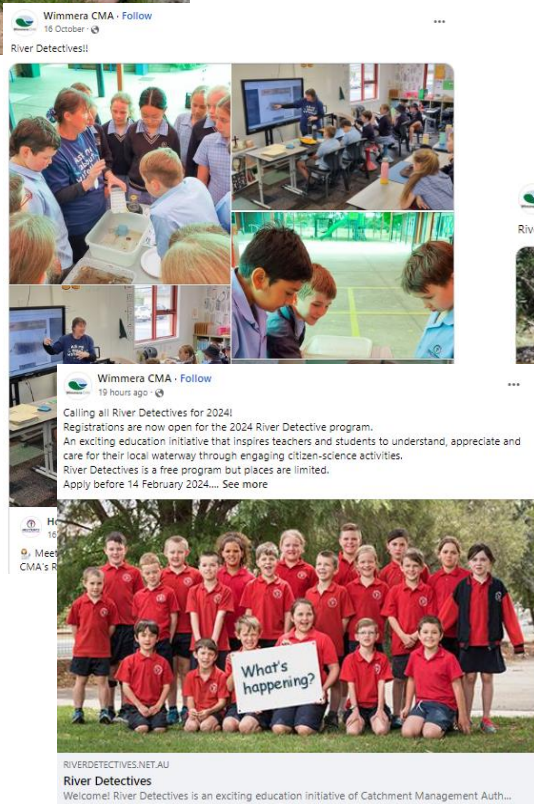 Wimmera CMA · Follow
16 October ·
River Detectives!!
Wimmera CMA · Follow
19 hours ago ·
Calling all River Detectives for 2024!
Registrations are now open for the 2024 River Detective program.
An exciting education initiative that inspires teachers and students to understand, appreciate and
care for their local waterway through engaging citizen-science activities.
River Detectives is a free program but places are limited.
Apply before 14 February 2024.... See more
Meet
CMA's R
What's
happening?
RIVERDETECTIVES.NET.AU
River Detectives
Welcome! River Detectives is an exciting education initiative of Catchment Management Auth...